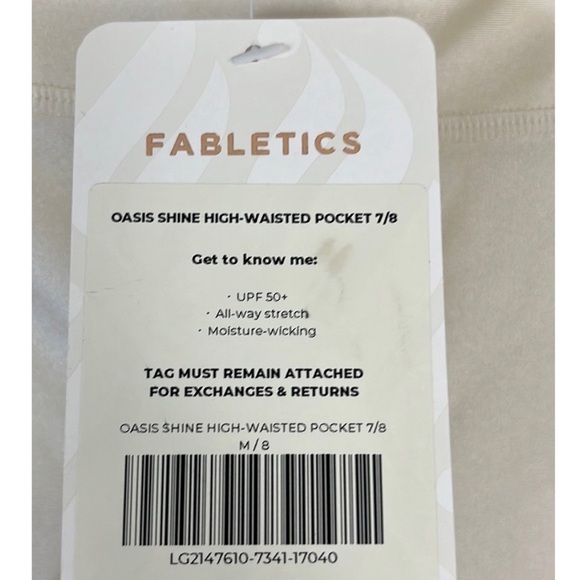 FABLETICS
OASIS SHINE HIGH-WAISTED POCKET 7/8
Get to know me:
· UPF 50+
· All-way stretch
· Moisture-wicking
TAG MUST REMAIN ATTACHED
FOR EXCHANGES & RETURNS
OASIS SHINE HIGH-WAISTED POCKET 7/8
M / 8
LG2147610-7341-17040